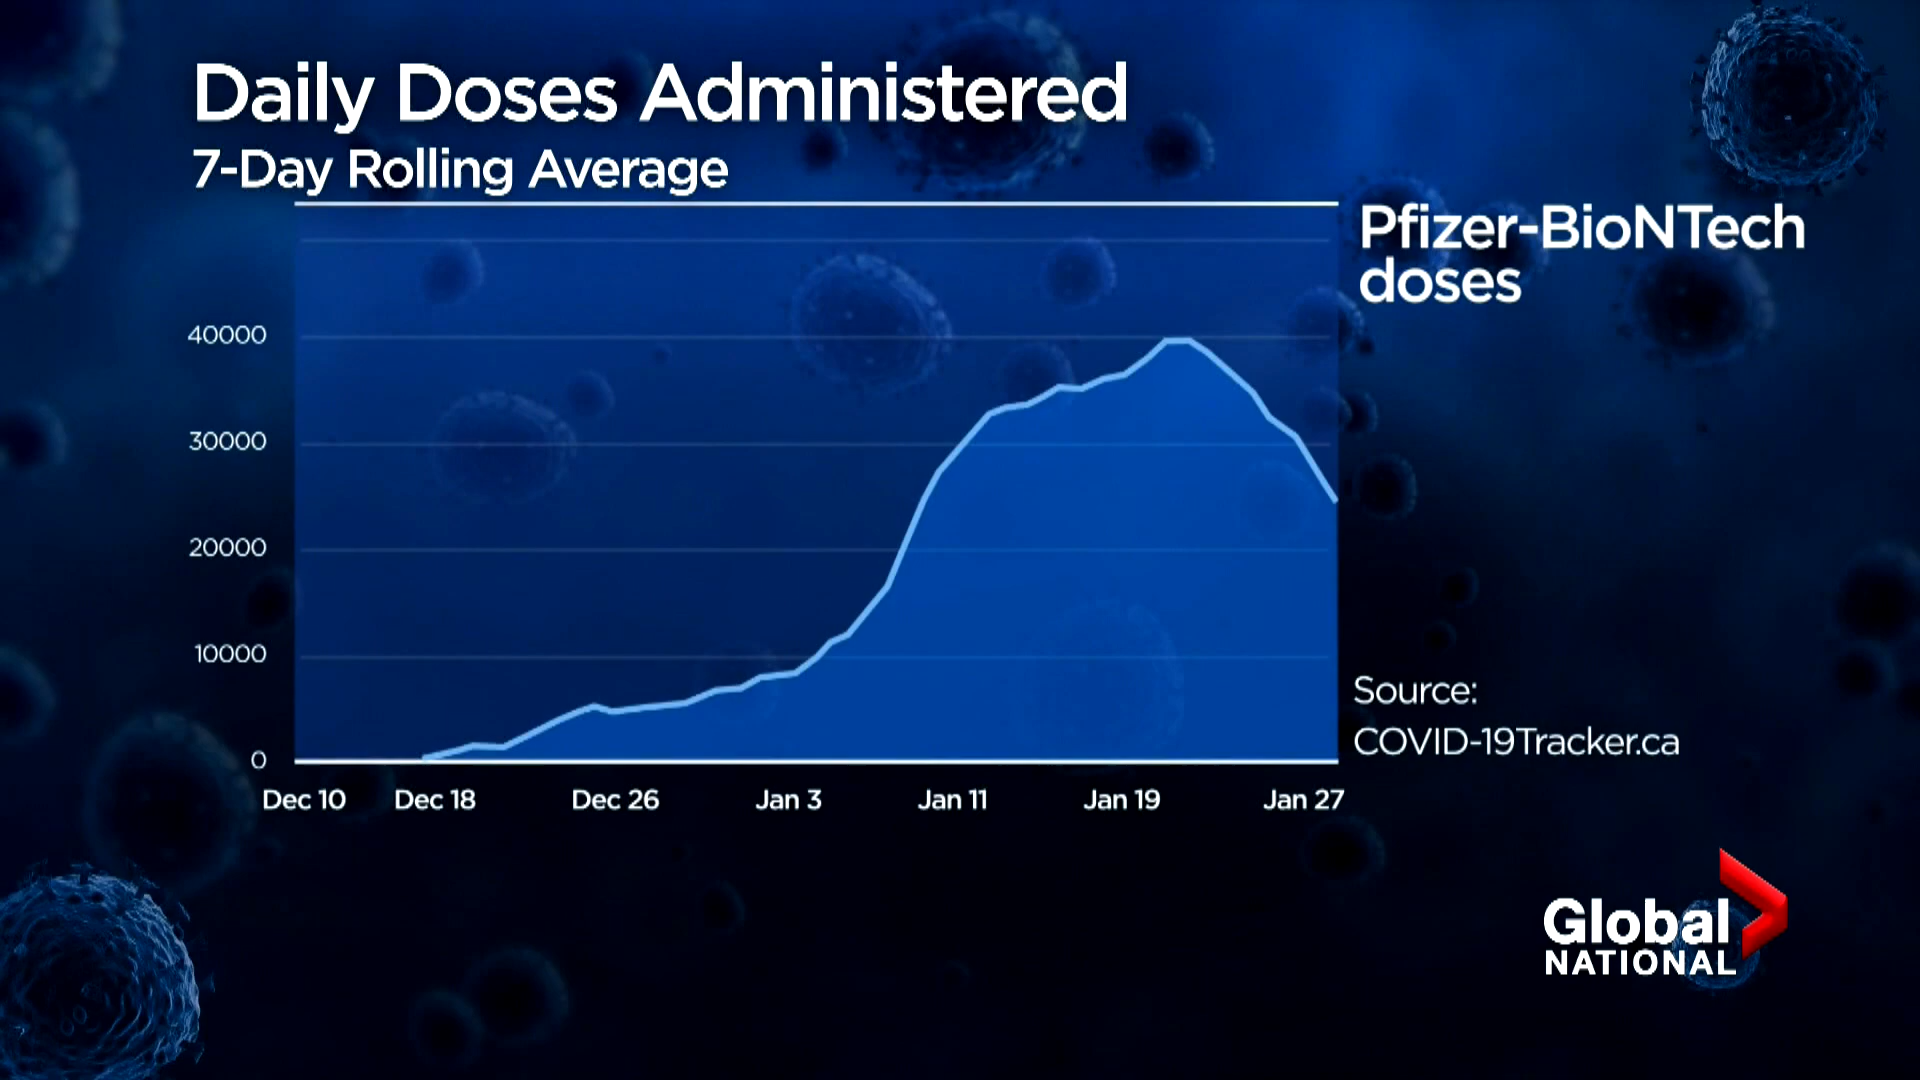 Daily Doses Administered
7-Day Rolling Average
Pfizer-BioNTech
doses
40000
30000
20000
10000
0
Dec 10 Dec 18 Dec 26 Jan 3 Jan 11 Jan 19 Jan 27
Source:
COVID-19Tracker.ca
Global
NATIONAL